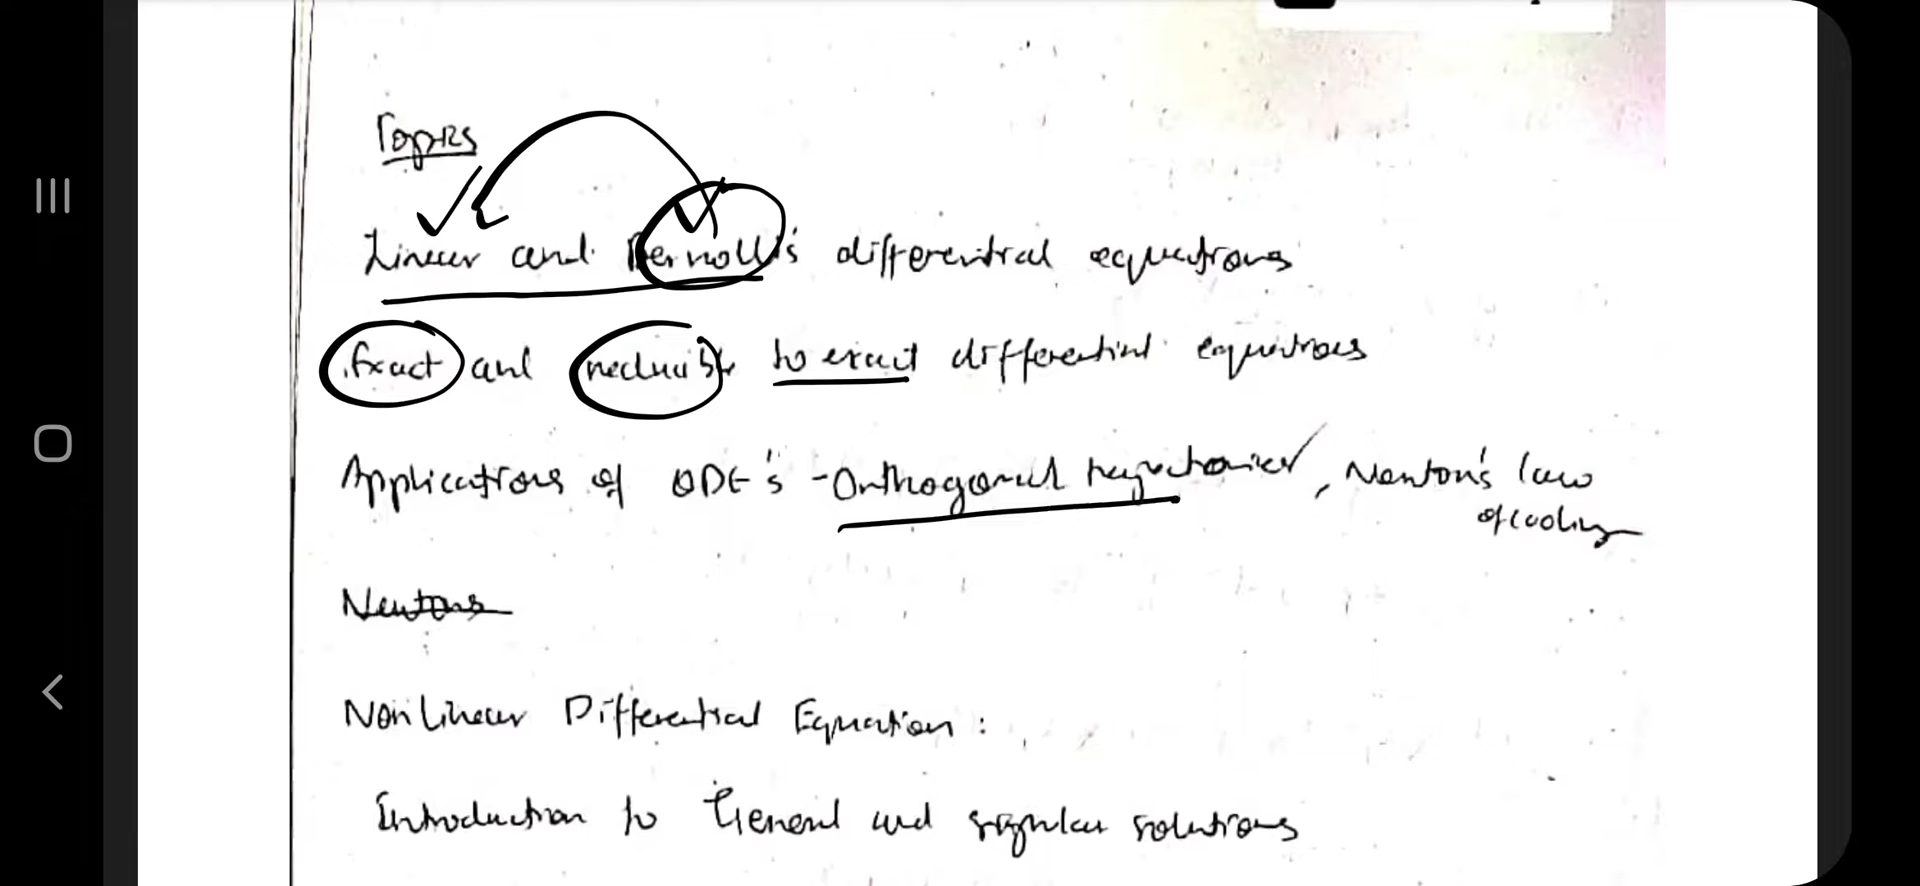 Topics
Linear and Bernoulli's differential equations
Exact and reducible to exact differential equations
Applications of ODE's - Orthogonal trajectories, Newton's law
of cooling
Newtons
Non Linear Differential Equation :
Introduction to General and singular solutions